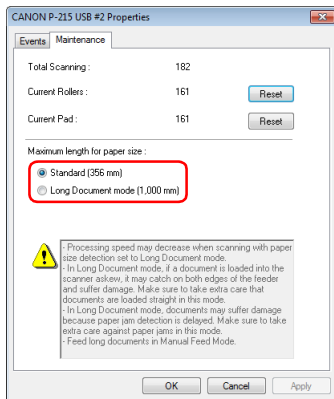 CANON P-215 USB #2 Properties
Events Maintenance
Total Scanning : 182
Current Rollers : 161 Reset
Current Pad : 161 Reset
Maximum length for paper size :
Standard (356 mm)
Long Document mode (1,000 mm)
- Processing speed may decrease when scanning with paper
size detection set to Long Document mode.
- In Long Document mode, if a document is loaded into the
scanner askew, it may catch on both edges of the feeder
and suffer damage. Make sure to take extra care that
documents are loaded straight in this mode.
- In Long Document mode, documents may suffer damage
because paper jam detection is delayed. Make sure to take
extra care against paper jams in this mode.
- Feed long documents in Manual Feed Mode.
OK Cancel Apply